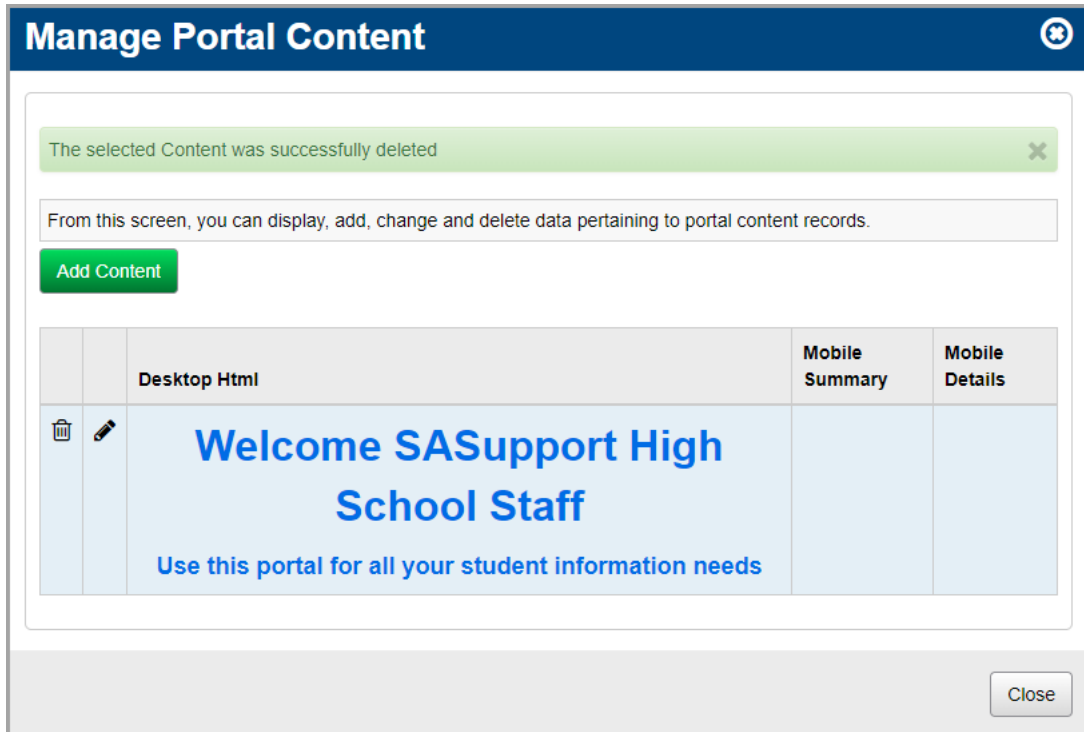 Manage Portal Content
The selected Content was successfully deleted
From this screen, you can display, add, change and delete data pertaining to portal content records.
Add Content
Desktop Html
Mobile
Summary
Mobile
Details
Welcome SASupport High
School Staff
Use this portal for all your student information needs
Close